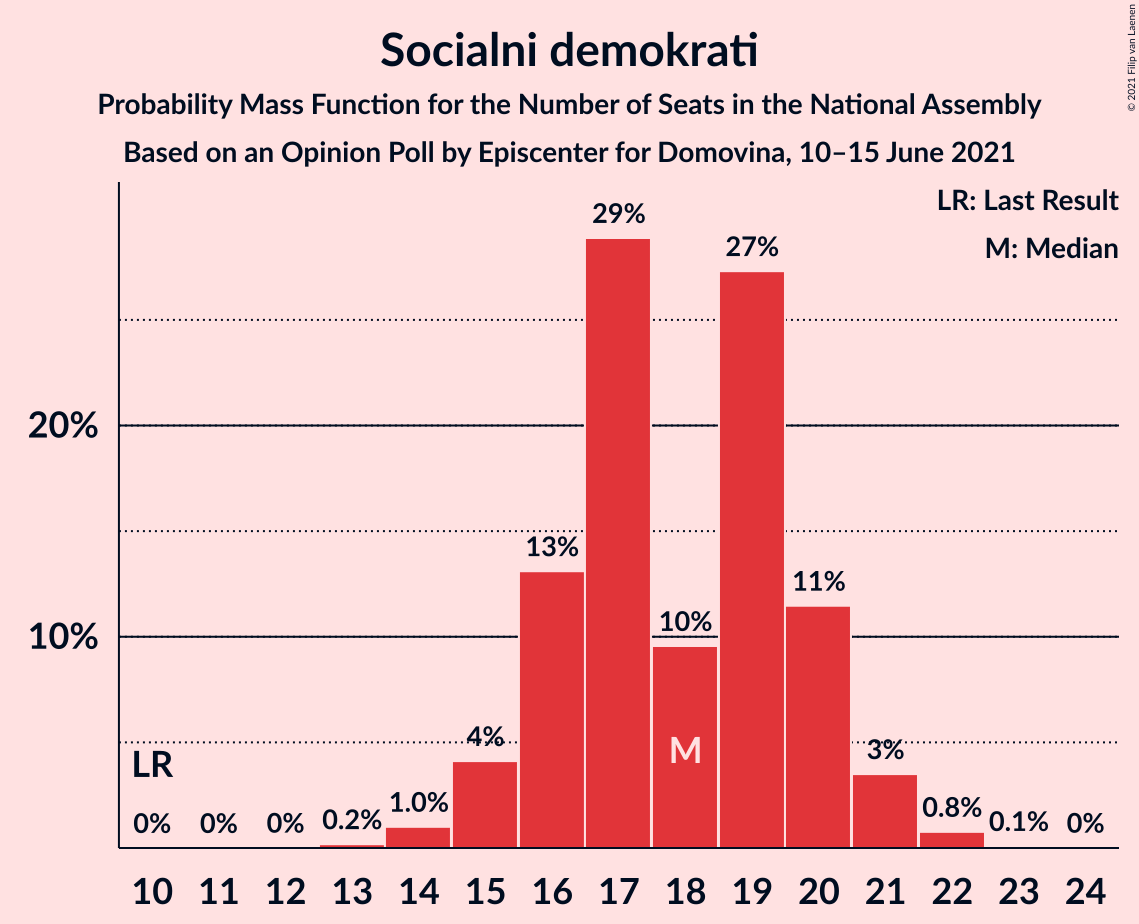 Socialni demokrati
Probability Mass Function for the Number of Seats in the National Assembly
Based on an Opinion Poll by Episcenter for Domovina, 10–15 June 2021
© 2021 Filip van Laenen
LR: Last Result
M: Median
29%
27%
20%
13%
11%
10%
10%
4%
3%
M
LR
1.0%
0.8%
0% 0% 0% 0.2% 0.1% 0%
10 11 12 13 14 15 16 17 18 19 20 21 22 23 24